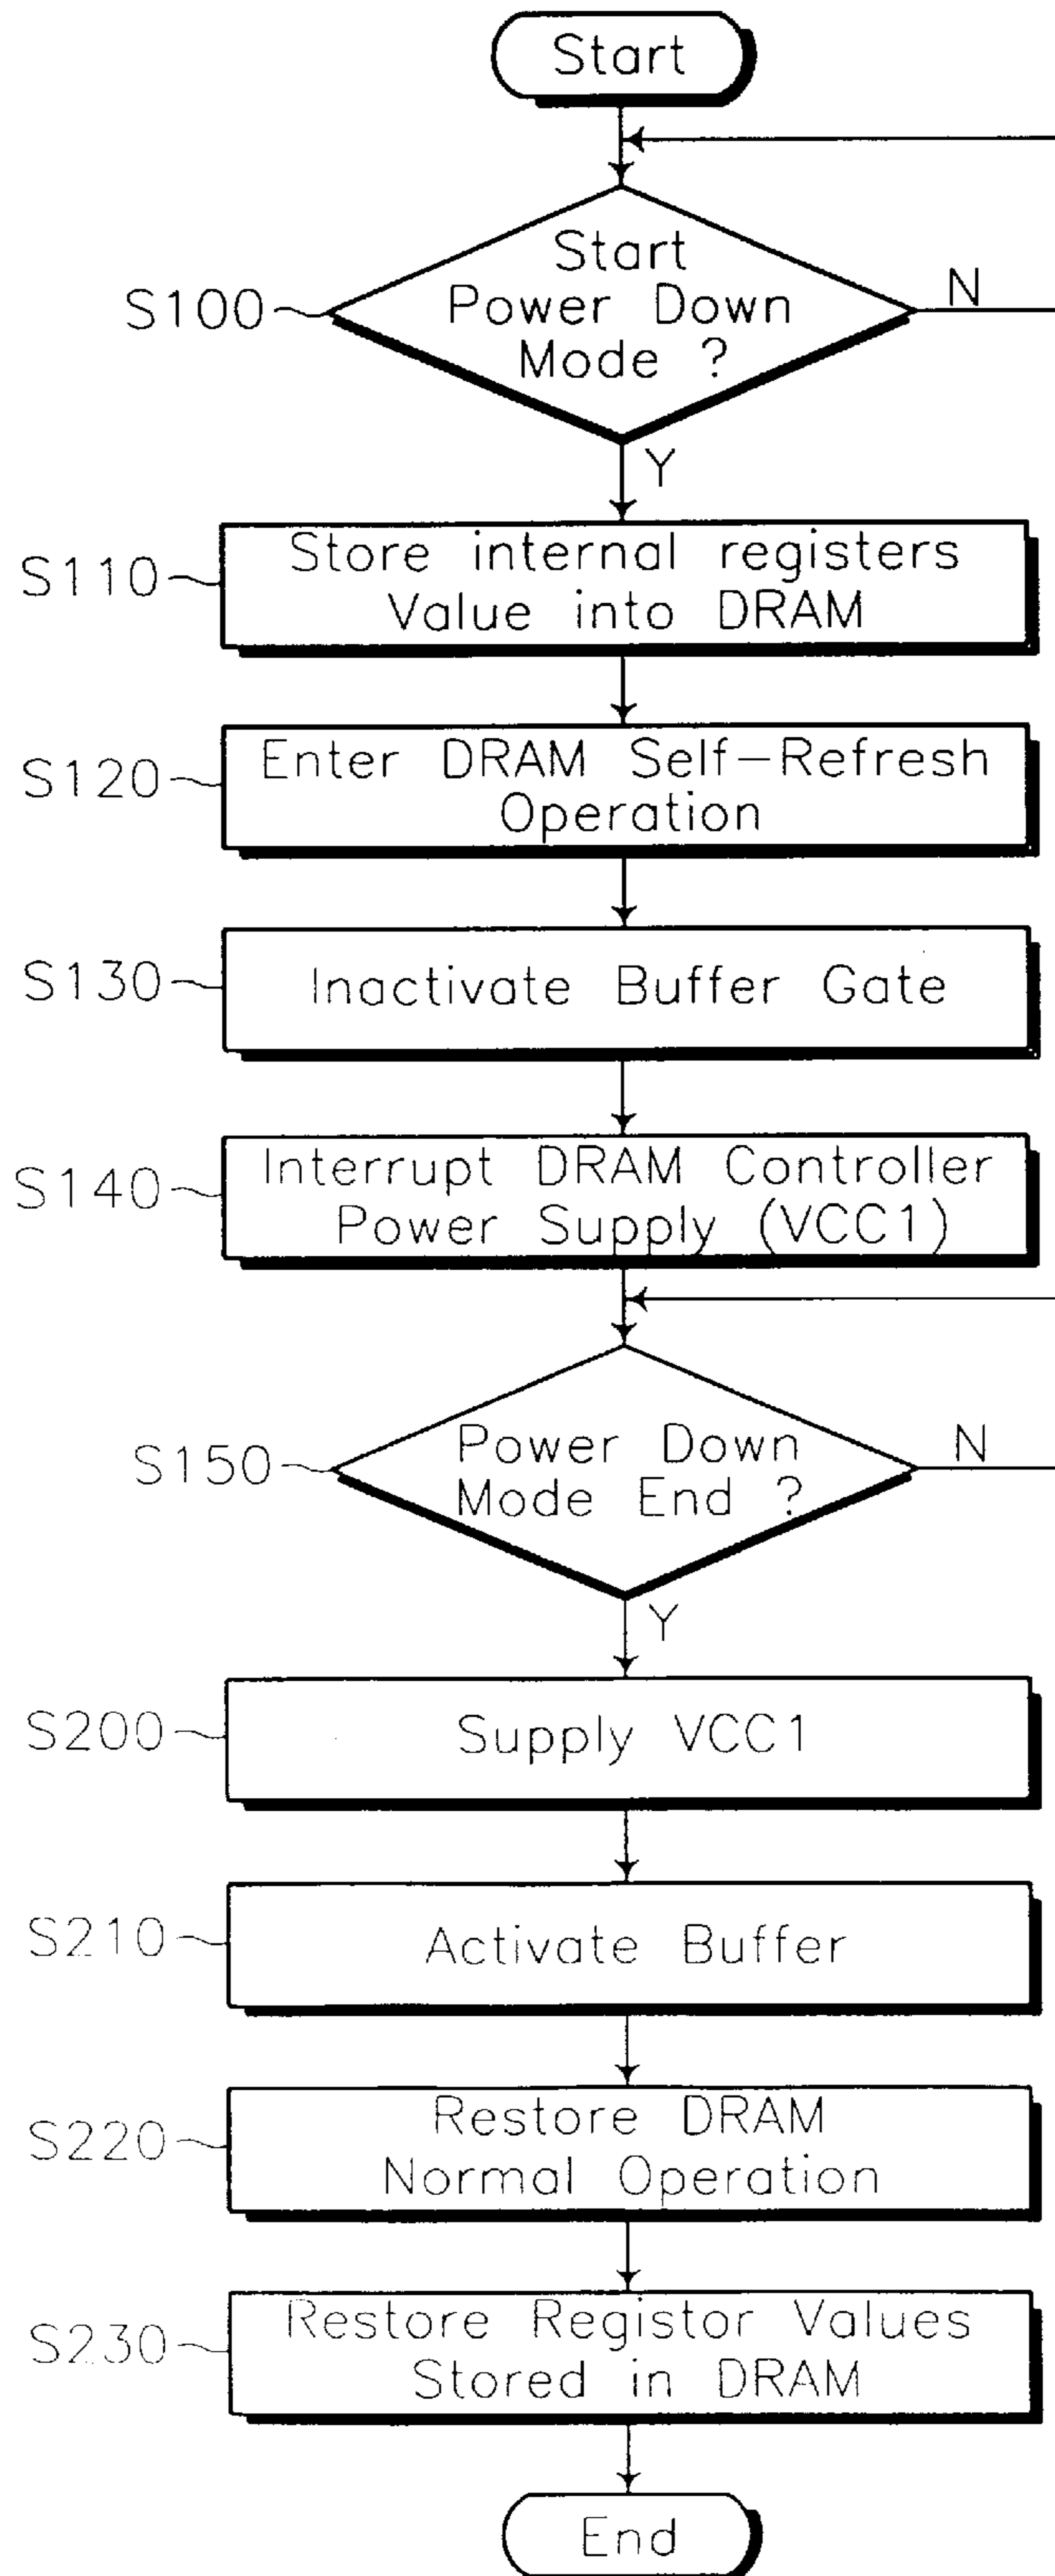 Start
Start
Power Down
Mode ?
S100
N
Y
Store internal registers
Value into DRAM
S110
Enter DRAM Self-Refresh
Operation
S120
Inactivate Buffer Gate
S130
Interrupt DRAM Controller
Power Supply (VCC1)
S140
Power Down
Mode End ?
S150
N
Y
Supply VCC1
S200
Activate Buffer
S210
Restore DRAM
Normal Operation
S220
Restore Registor Values
Stored in DRAM
S230
End